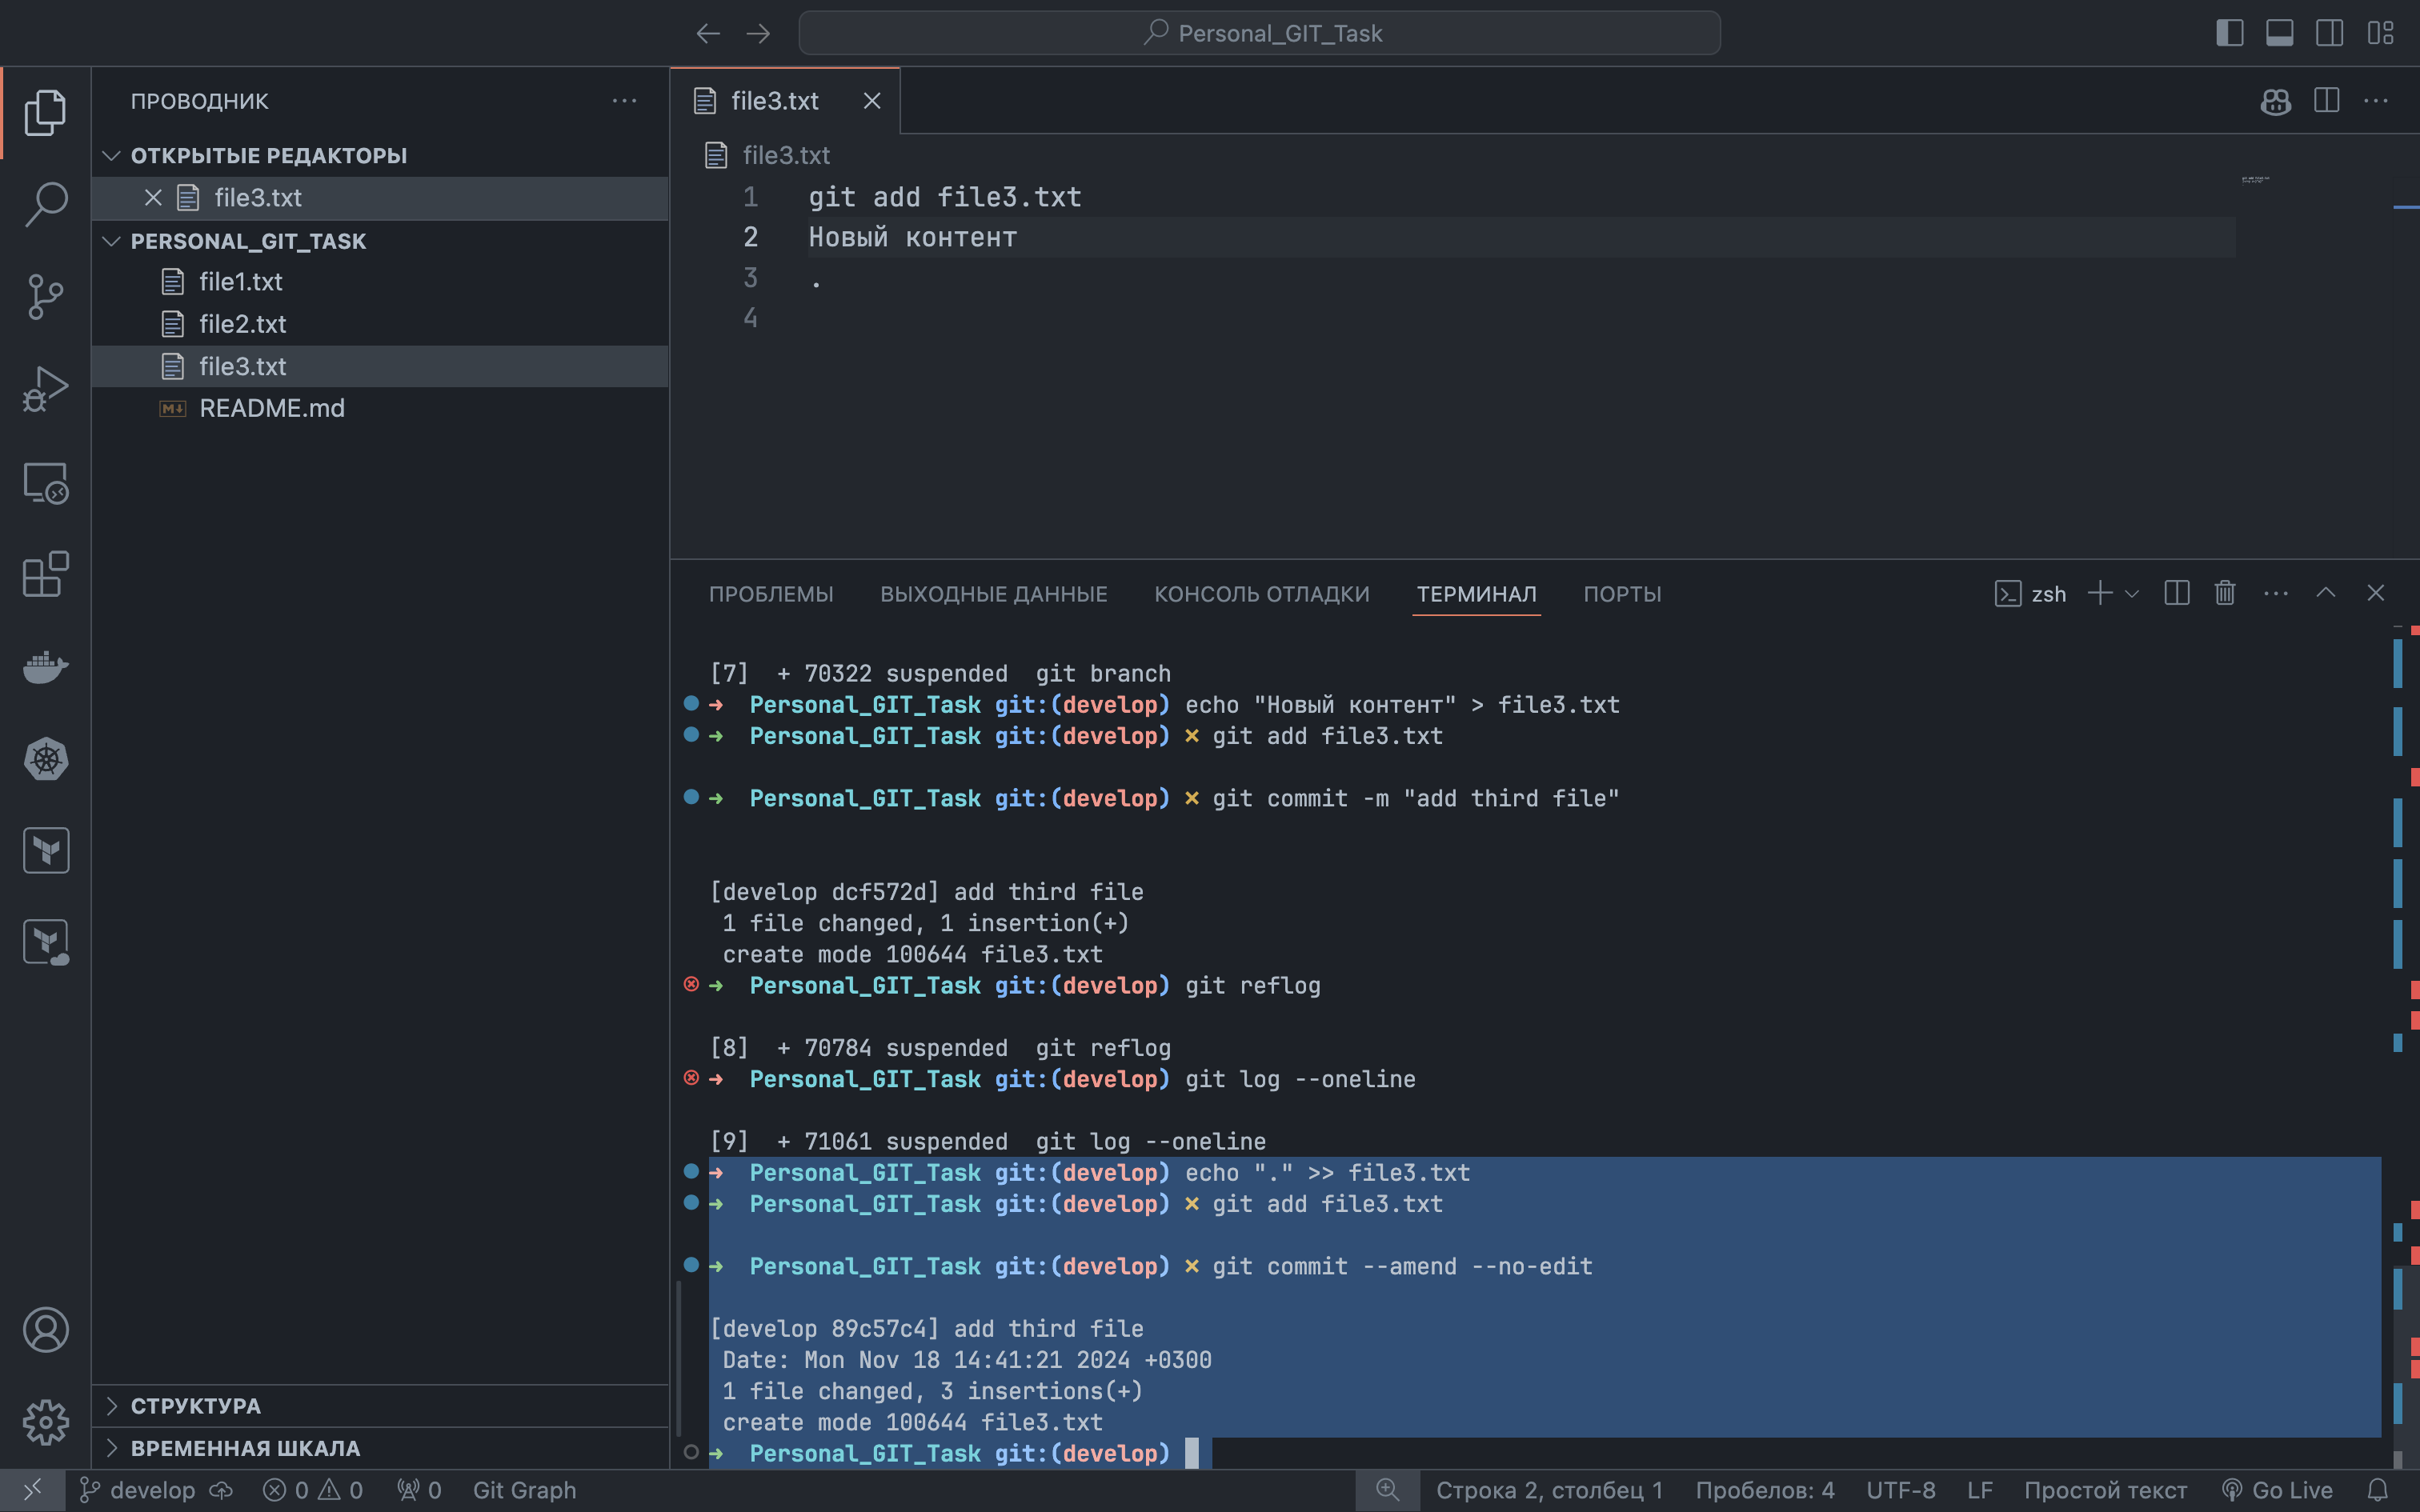 Personal_GIT_Task
ПРОВОДНИК
ОТКРЫТЫЕ РЕДАКТОРЫ
file3.txt
PERSONAL_GIT_TASK
file1.txt
file2.txt
file3.txt
README.md
СТРУКТУРА
ВРЕМЕННАЯ ШКАЛА
file3.txt
file3.txt
1 git add file3.txt
2 Новый контент
3 .
4
ПРОБЛЕМЫ ВЫХОДНЫЕ ДАННЫЕ КОНСОЛЬ ОТЛАДКИ ТЕРМИНАЛ ПОРТЫ zsh
[7]  + 70322 suspended  git branch
➜  Personal_GIT_Task git:(develop) echo "Новый контент" > file3.txt
➜  Personal_GIT_Task git:(develop) ✗ git add file3.txt
➜  Personal_GIT_Task git:(develop) ✗ git commit -m "add third file"
[develop dcf572d] add third file
1 file changed, 1 insertion(+)
create mode 100644 file3.txt
➜  Personal_GIT_Task git:(develop) git reflog
[8]  + 70784 suspended  git reflog
➜  Personal_GIT_Task git:(develop) git log --oneline
[9]  + 71061 suspended  git log --oneline
➜  Personal_GIT_Task git:(develop) echo "." >> file3.txt
➜  Personal_GIT_Task git:(develop) ✗ git add file3.txt
➜  Personal_GIT_Task git:(develop) ✗ git commit --amend --no-edit
[develop 89c57c4] add third file
Date: Mon Nov 18 14:41:21 2024 +0300
1 file changed, 3 insertions(+)
create mode 100644 file3.txt
➜  Personal_GIT_Task git:(develop)
develop 0 0 0 Git Graph Строка 2, столбец 1 Пробелов: 4 UTF-8 LF Простой текст Go Live